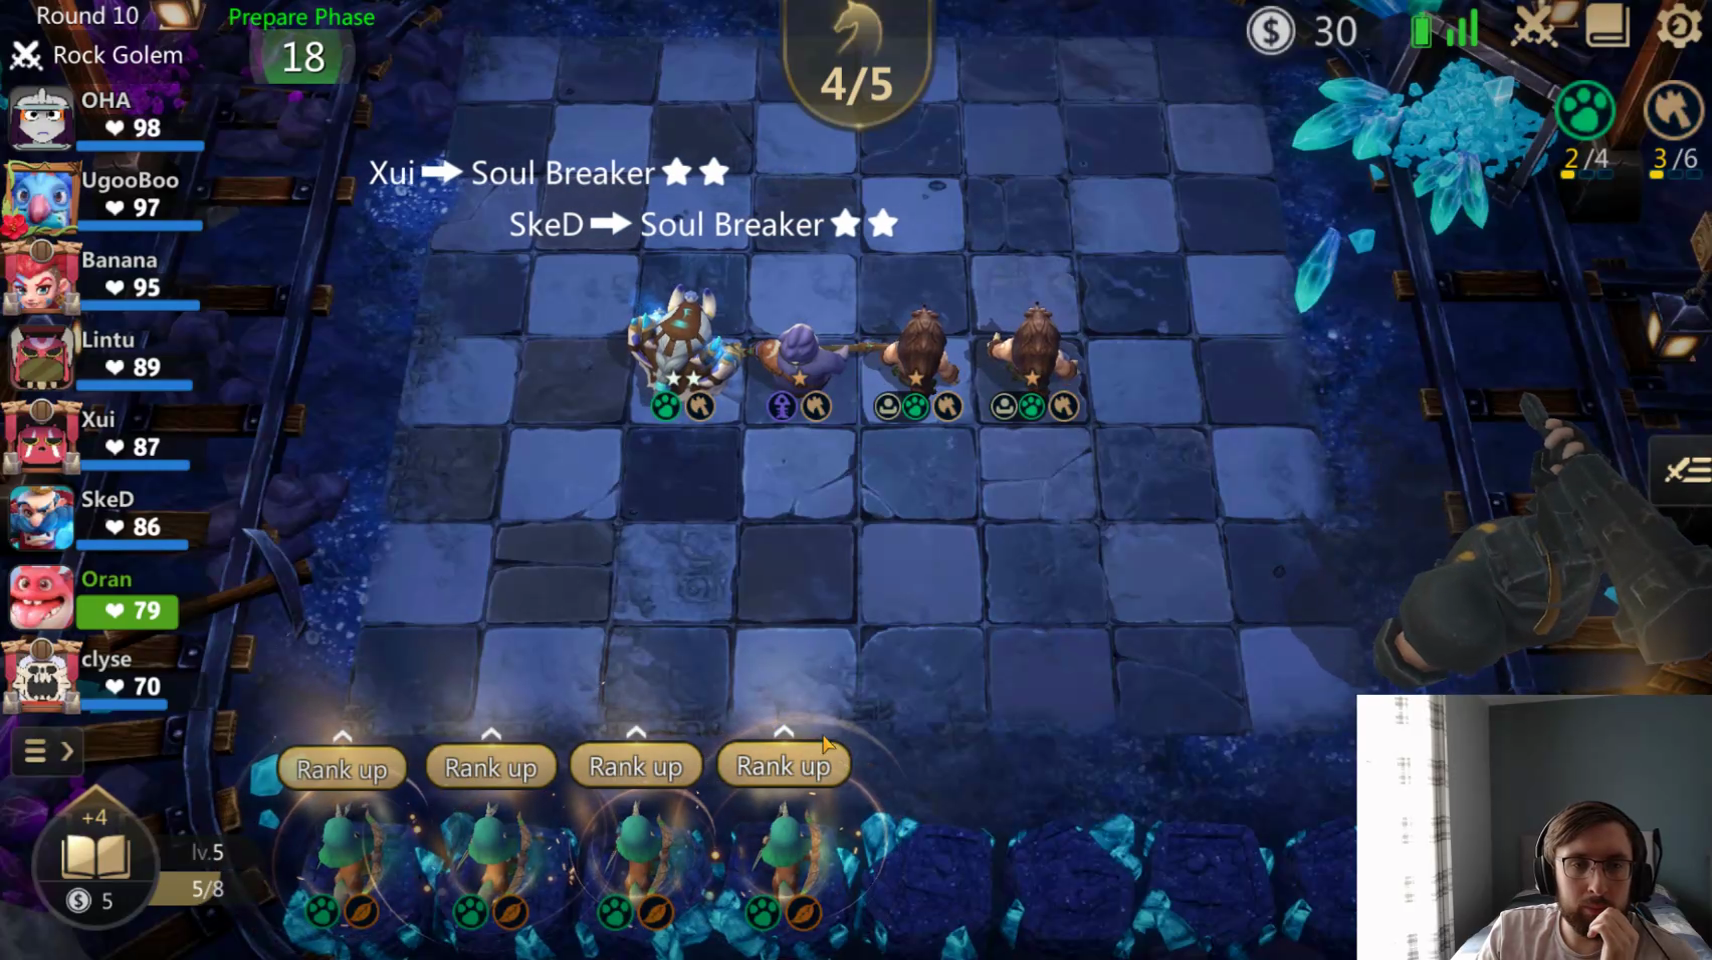 Round 10
Prepare Phase
18
Rock Golem
4/5
30
2
OHA
98
UgooBoo
97
Banana
95
Lintu
89
Xui
87
SkeD
86
Oran
79
clyse
70
2/4
3/6
Xui Soul Breaker
SkeD Soul Breaker
Rank up
Rank up
Rank up
Rank up
+4
$ 5
lv.5
5/8